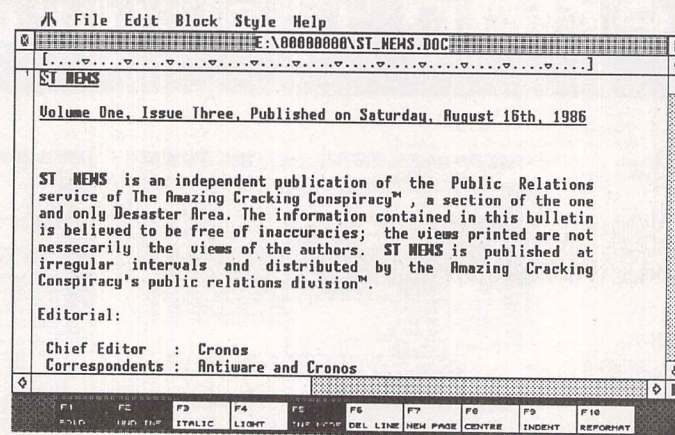 File Edit Block Style Help
E:\00000000\ST_NEWS.DOC
ST NEWS
Volume One, Issue Three, Published on Saturday, August 16th, 1986
ST NEWS is an independent publication of the Public Relations
service of The Amazing Cracking Conspiracy™ , a section of the one
and only Desaster Area. The information contained in this bulletin
is believed to be free of inaccuracies; the views printed are not
nessecarily the views of the authors. ST NEWS is published at
irregular intervals and distributed by the Amazing Cracking
Conspiracy's public relations division™.
Editorial:
Chief Editor : Cronos
Correspondents : Antiware and Cronos
F1 F2 F3 F4 F5 F6 F7 F8 F9 F10
BOLD ITALIC LIGHT DEL LINE NEW PAGE CENTRE INDENT REFORMAT